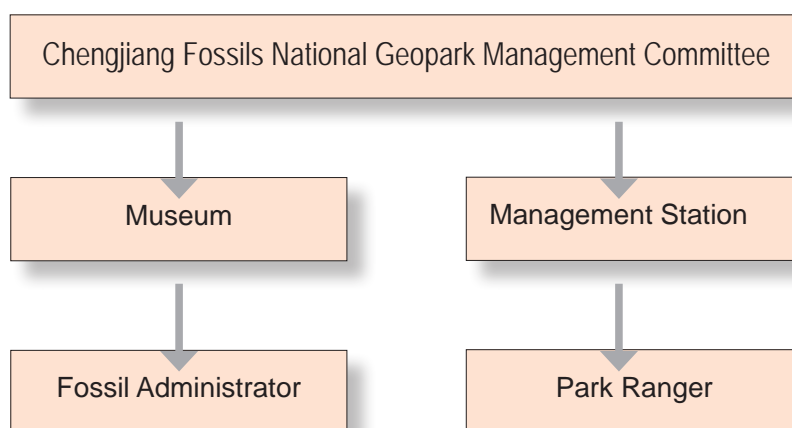 Chengjiang Fossils National Geopark Management Committee
Museum
Management Station
Fossil Administrator
Park Ranger